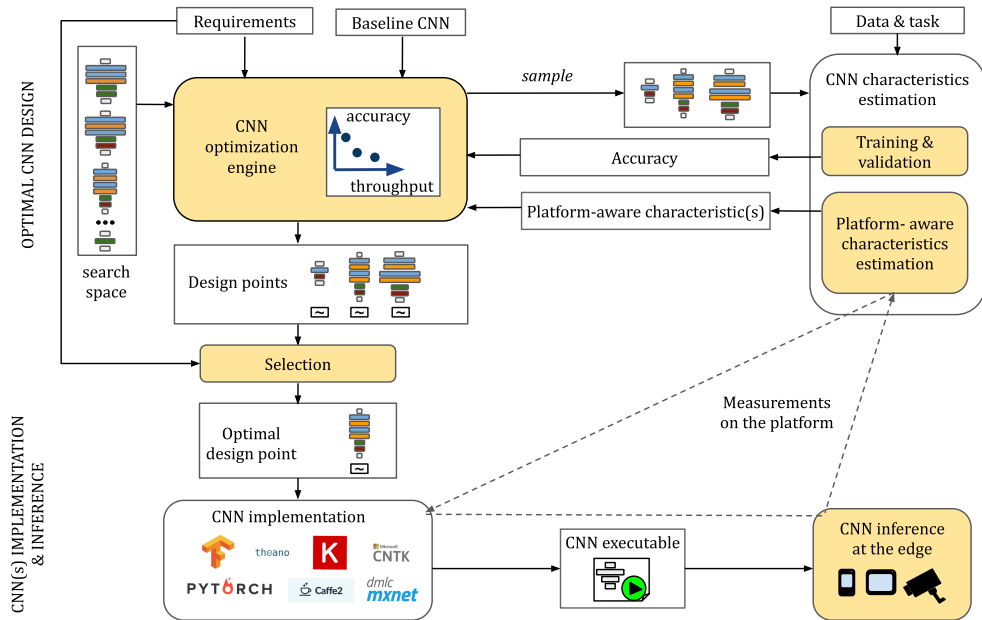 Requirements
Baseline CNN
Data & task
OPTIMAL CNN DESIGN
sample
CNN characteristics
estimation
CNN
optimization
engine
accuracy
throughput
Accuracy
Training &
validation
Platform-aware characteristic(s)
Platform- aware
characteristics
estimation
•••
search
space
Design points
~
~
~
Selection
Measurements
on the platform
Optimal
design point
~
CNN(s) IMPLEMENTATION
& INFERENCE
CNN implementation
theano
K
Microsoft
CNTK
PYTORCH
Caffe2
dmlc
mxnet
CNN executable
CNN inference
at the edge